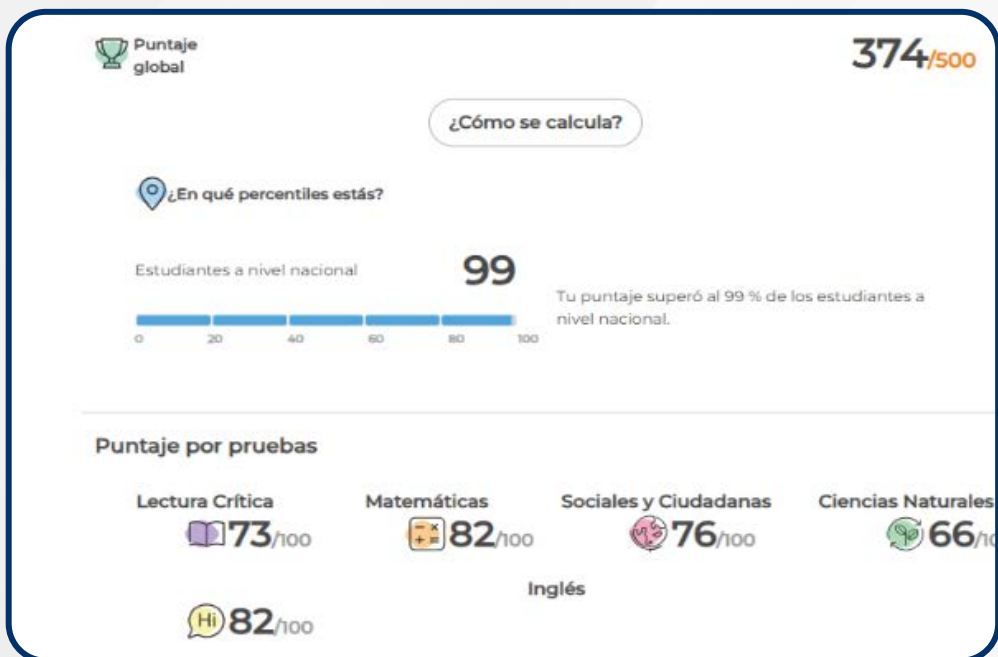 Puntaje
global
374/500
¿Cómo se calcula?
¿En qué percentiles estás?
Estudiantes a nivel nacional
99
Tu puntaje superó al 99 % de los estudiantes a
nivel nacional.
0 20 40 60 80 100
Puntaje por pruebas
Lectura Crítica Matemáticas Sociales y Ciudadanas Ciencias Naturales
73/100 82/100 76/100 66/10
Inglés
Hi 82/100